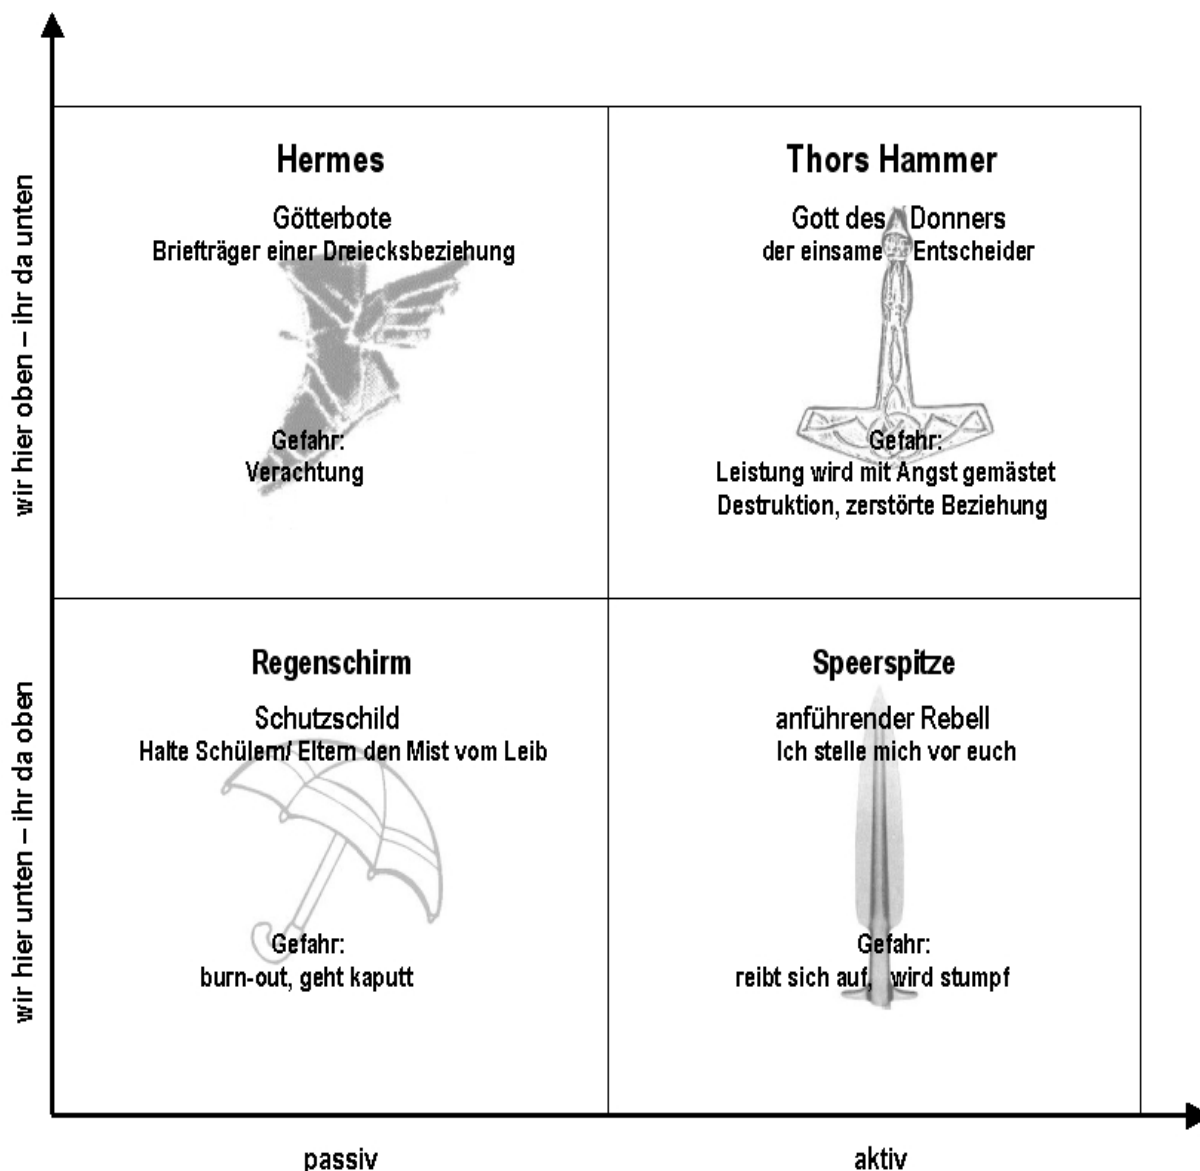 wir hier oben – ihr da unten
Hermes
Götterbote
Briefträger einer Dreiecksbeziehung
Gefahr:
Verachtung
Thors Hammer
Gott des Donners
der einsame Entscheider
Gefahr:
Leistung wird mit Angst gemästet
Destruktion, zerstörte Beziehung
wir hier unten – ihr da oben
Regenschirm
Schutzschild
Halte Schülern/ Eltern den Mist vom Leib
Gefahr:
burn-out, geht kaputt
Speerspitze
anführender Rebell
Ich stelle mich vor euch
Gefahr:
reibt sich auf, wird stumpf
passiv
aktiv